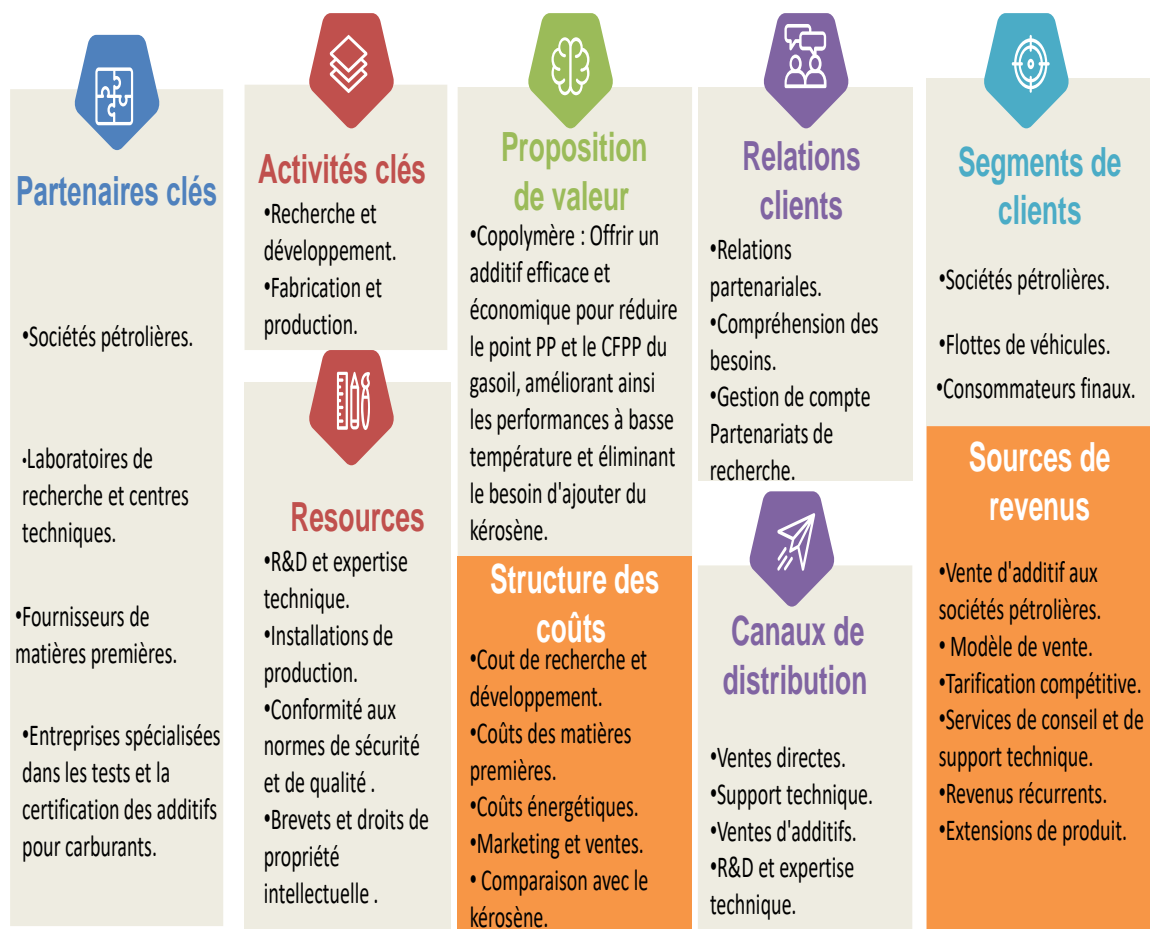 Partenaires clés
•Sociétés pétrolières.
•Laboratoires de
recherche et centres
techniques.
•Fournisseurs de
matières premières.
•Entreprises spécialisées
dans les tests et la
certification des additifs
pour carburants.
Activités clés
•Recherche et
développement.
•Fabrication et
production.
Resources
•R&D et expertise
technique.
•Installations de
production.
•Conformité aux
normes de sécurité
et de qualité .
•Brevets et droits de
propriété
intellectuelle .
Proposition
de valeur
•Copolymère : Offrir un
additif efficace et
économique pour réduire
le point PP et le CFPP du
gasoil, améliorant ainsi
les performances à basse
température et éliminant
le besoin d'ajouter du
kérosène.
Structure des
coûts
•Cout de recherche et
développement.
•Coûts des matières
premières.
•Coûts énergétiques.
•Marketing et ventes.
• Comparaison avec le
kérosène.
Relations
clients
•Relations
partenariales.
•Compréhension des
besoins.
•Gestion de compte
Partenariats de
recherche.
Canaux de
distribution
•Ventes directes.
•Support technique.
•Ventes d'additifs.
•R&D et expertise
technique.
Segments de
clients
•Sociétés pétrolières.
•Flottes de véhicules.
•Consommateurs finaux.
Sources de
revenus
•Vente d'additif aux
sociétés pétrolières.
• Modèle de vente.
•Tarification compétitive.
•Services de conseil et de
support technique.
•Revenus récurrents.
•Extensions de produit.